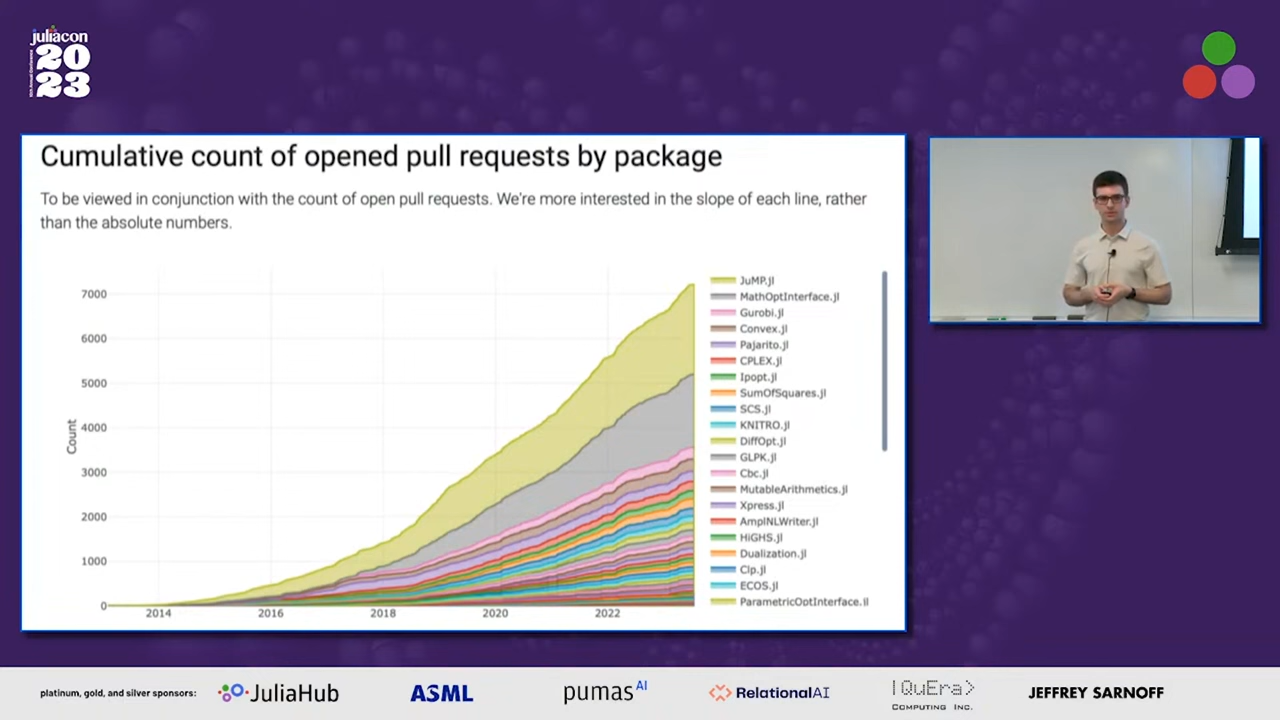 juliacon
20
23
Cumulative count of opened pull requests by package
To be viewed in conjunction with the count of open pull requests. We're more interested in the slope of each line, rather
than the absolute numbers.
Count
7000
6000
5000
4000
3000
2000
1000
0
2014
2016
2018
2020
2022
JuMP.jl
MathOptInterface.jl
Gurobi.jl
Convex.jl
Pajarito.jl
CPLEX.jl
Ipopt.jl
SumOfSquares.jl
SCS.jl
KNITRO.jl
DiffOpt.jl
GLPK.jl
Cbc.jl
MutableArithmetics.jl
Xpress.jl
AmplNLWriter.jl
HiGHS.jl
Dualization.jl
Clp.jl
ECOS.jl
ParametricOptInterface.jl
platinum, gold, and silver sponsors:
JuliaHub
ASML
pumas AI
RelationalAI
|QuEra>
COMPUTING INC.
JEFFREY SARNOFF